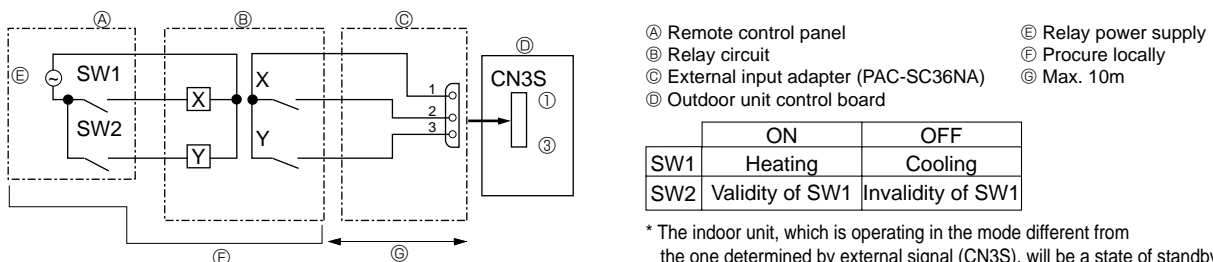 Ⓐ Ⓑ Ⓒ
Ⓓ
Ⓔ SW1 X X 1 CN3S ①
2
SW2 Y Y 3 ③
Ⓕ Ⓖ
Ⓐ Remote control panel
Ⓑ Relay circuit
Ⓒ External input adapter (PAC-SC36NA)
Ⓓ Outdoor unit control board
Ⓔ Relay power supply
Ⓕ Procure locally
Ⓖ Max. 10m
ON OFF
SW1 Heating Cooling
SW2 Validity of SW1 Invalidity of SW1
* The indoor unit, which is operating in the mode different from
the one determined by external signal (CN3S), will be a state of standby